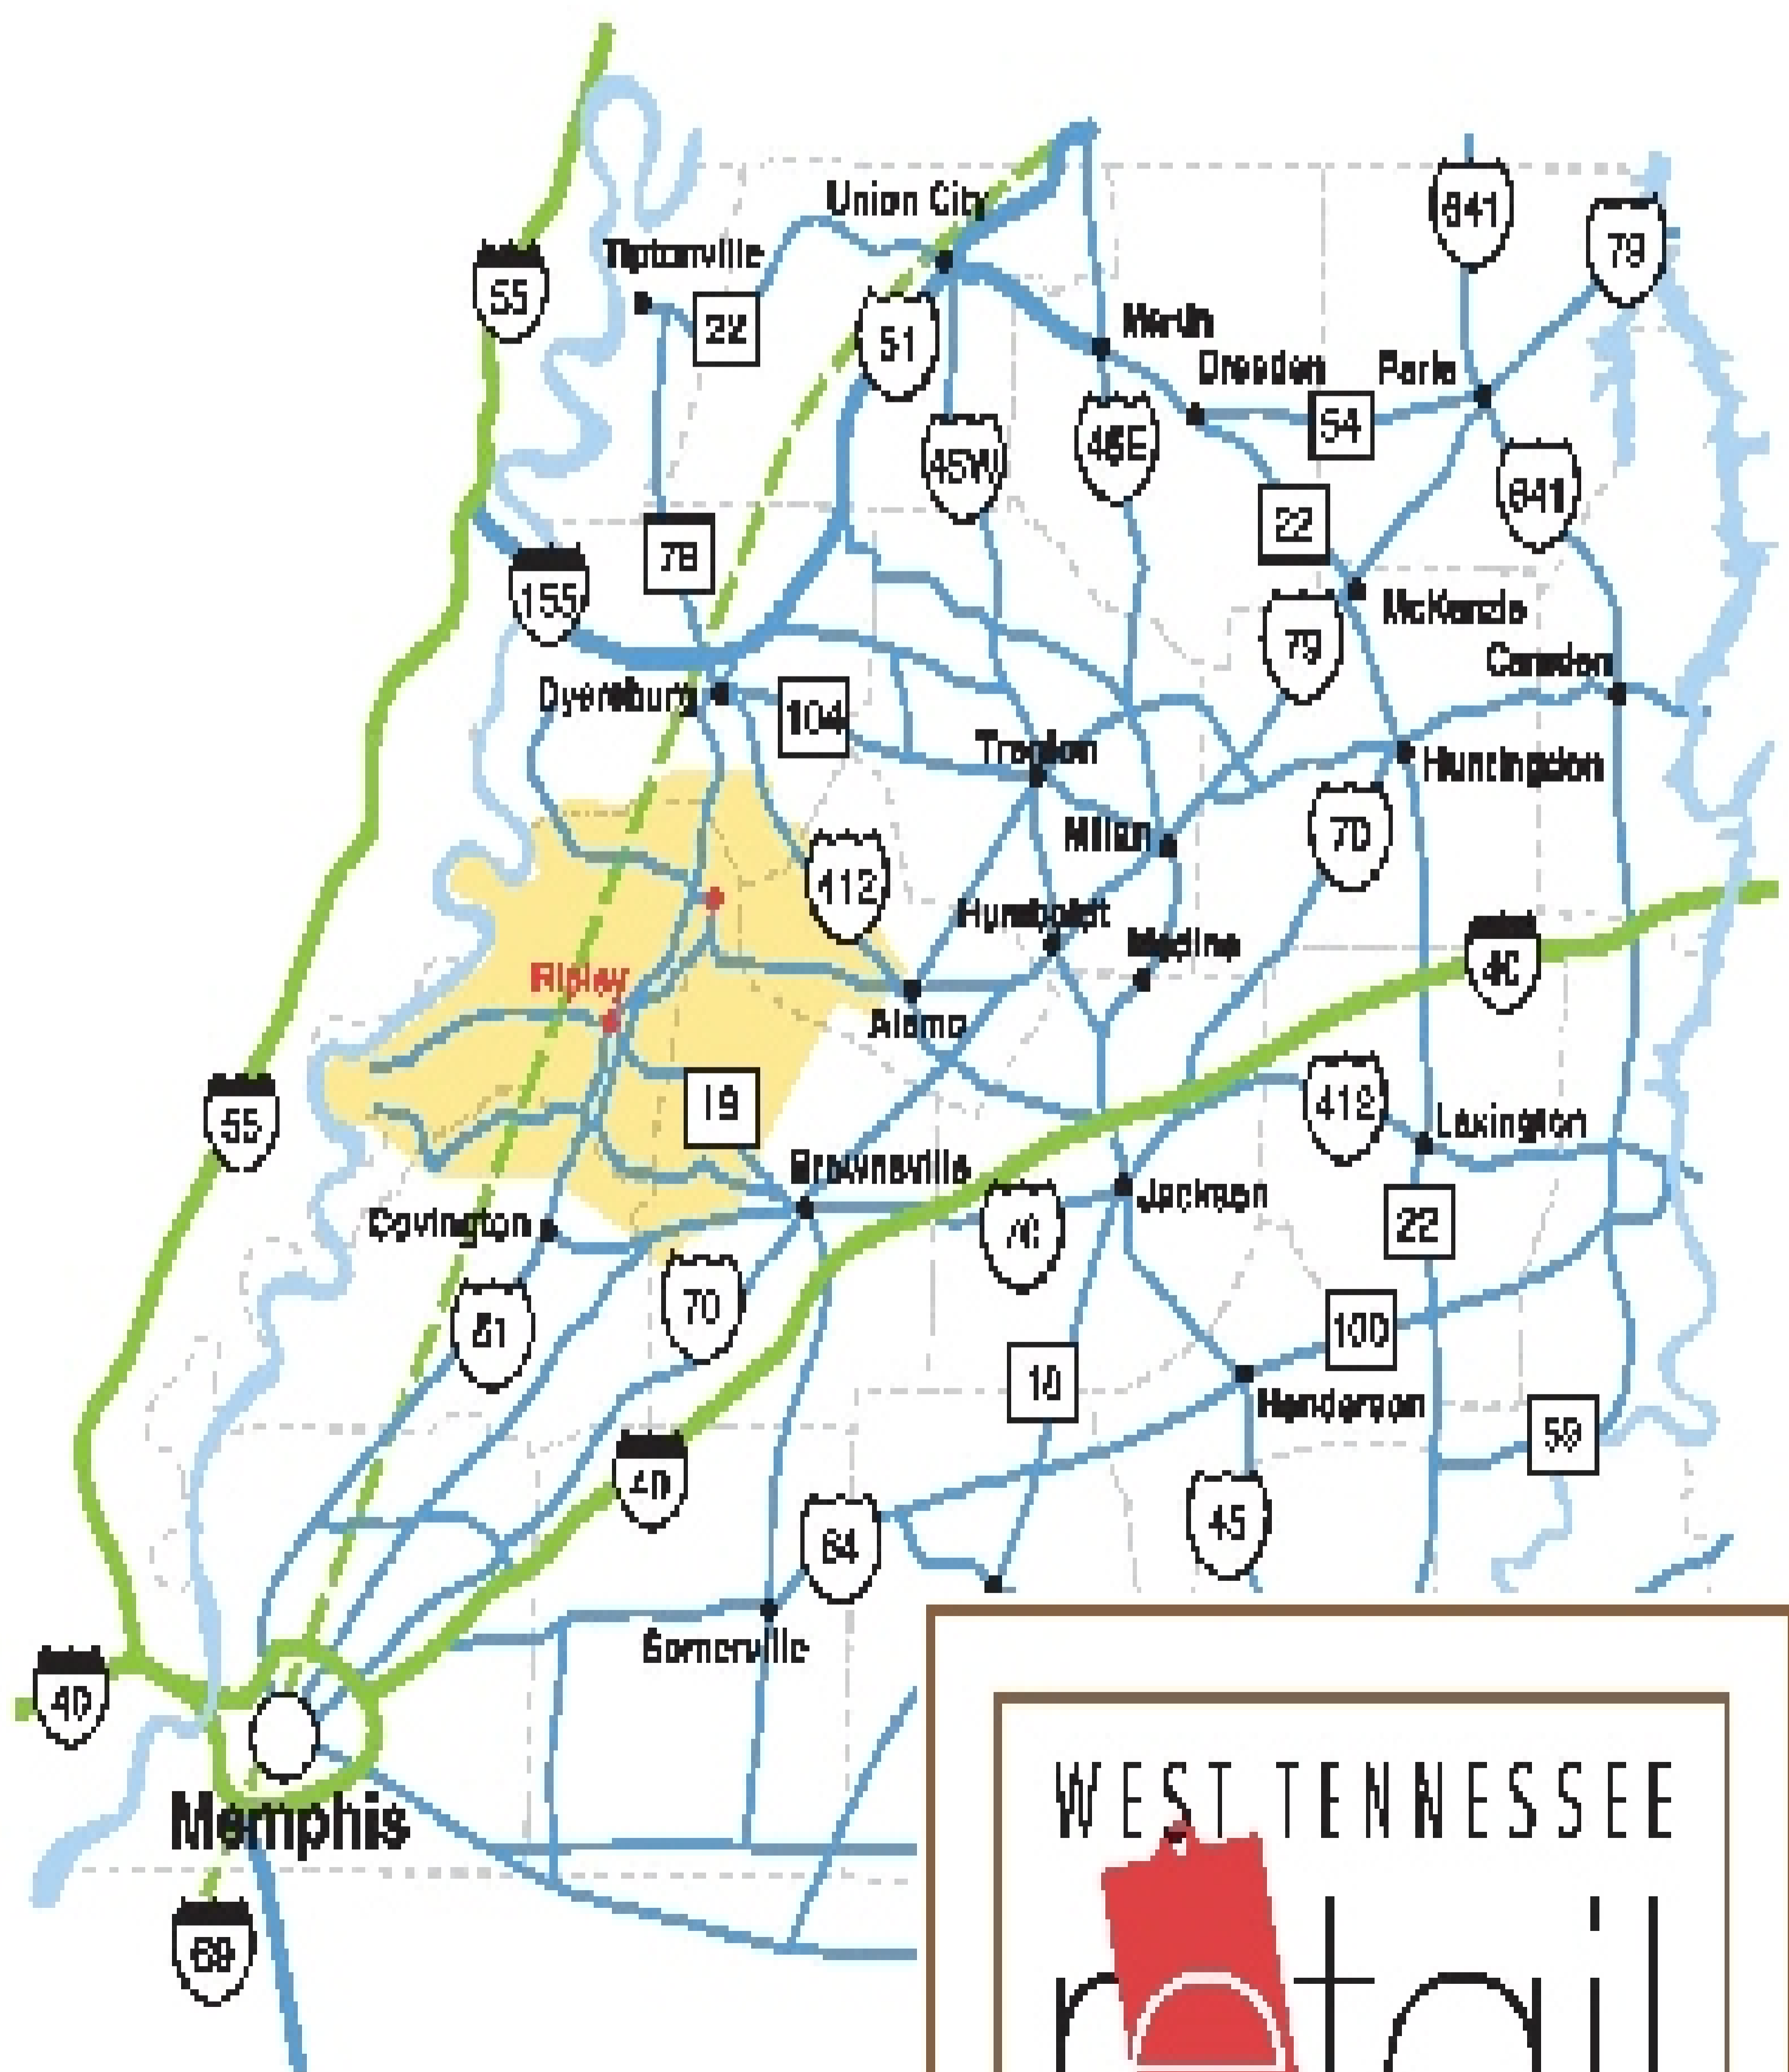 Union City
641
79
Tiptonville
55
22
51
Martin
Dresden
Paris
54
45W
45E
641
22
78
155
McKenzie
79
Camden
Dyersburg
104
Trenton
Huntingdon
Milan
70
412
Humboldt
Medina
40
Ripley
Alamo
19
412
55
Lexington
Brownsville
Jackson
Covington
22
70
70
51
100
18
Henderson
59
40
45
64
Somerville
40
Memphis
69
WEST TENNESSEE
retail